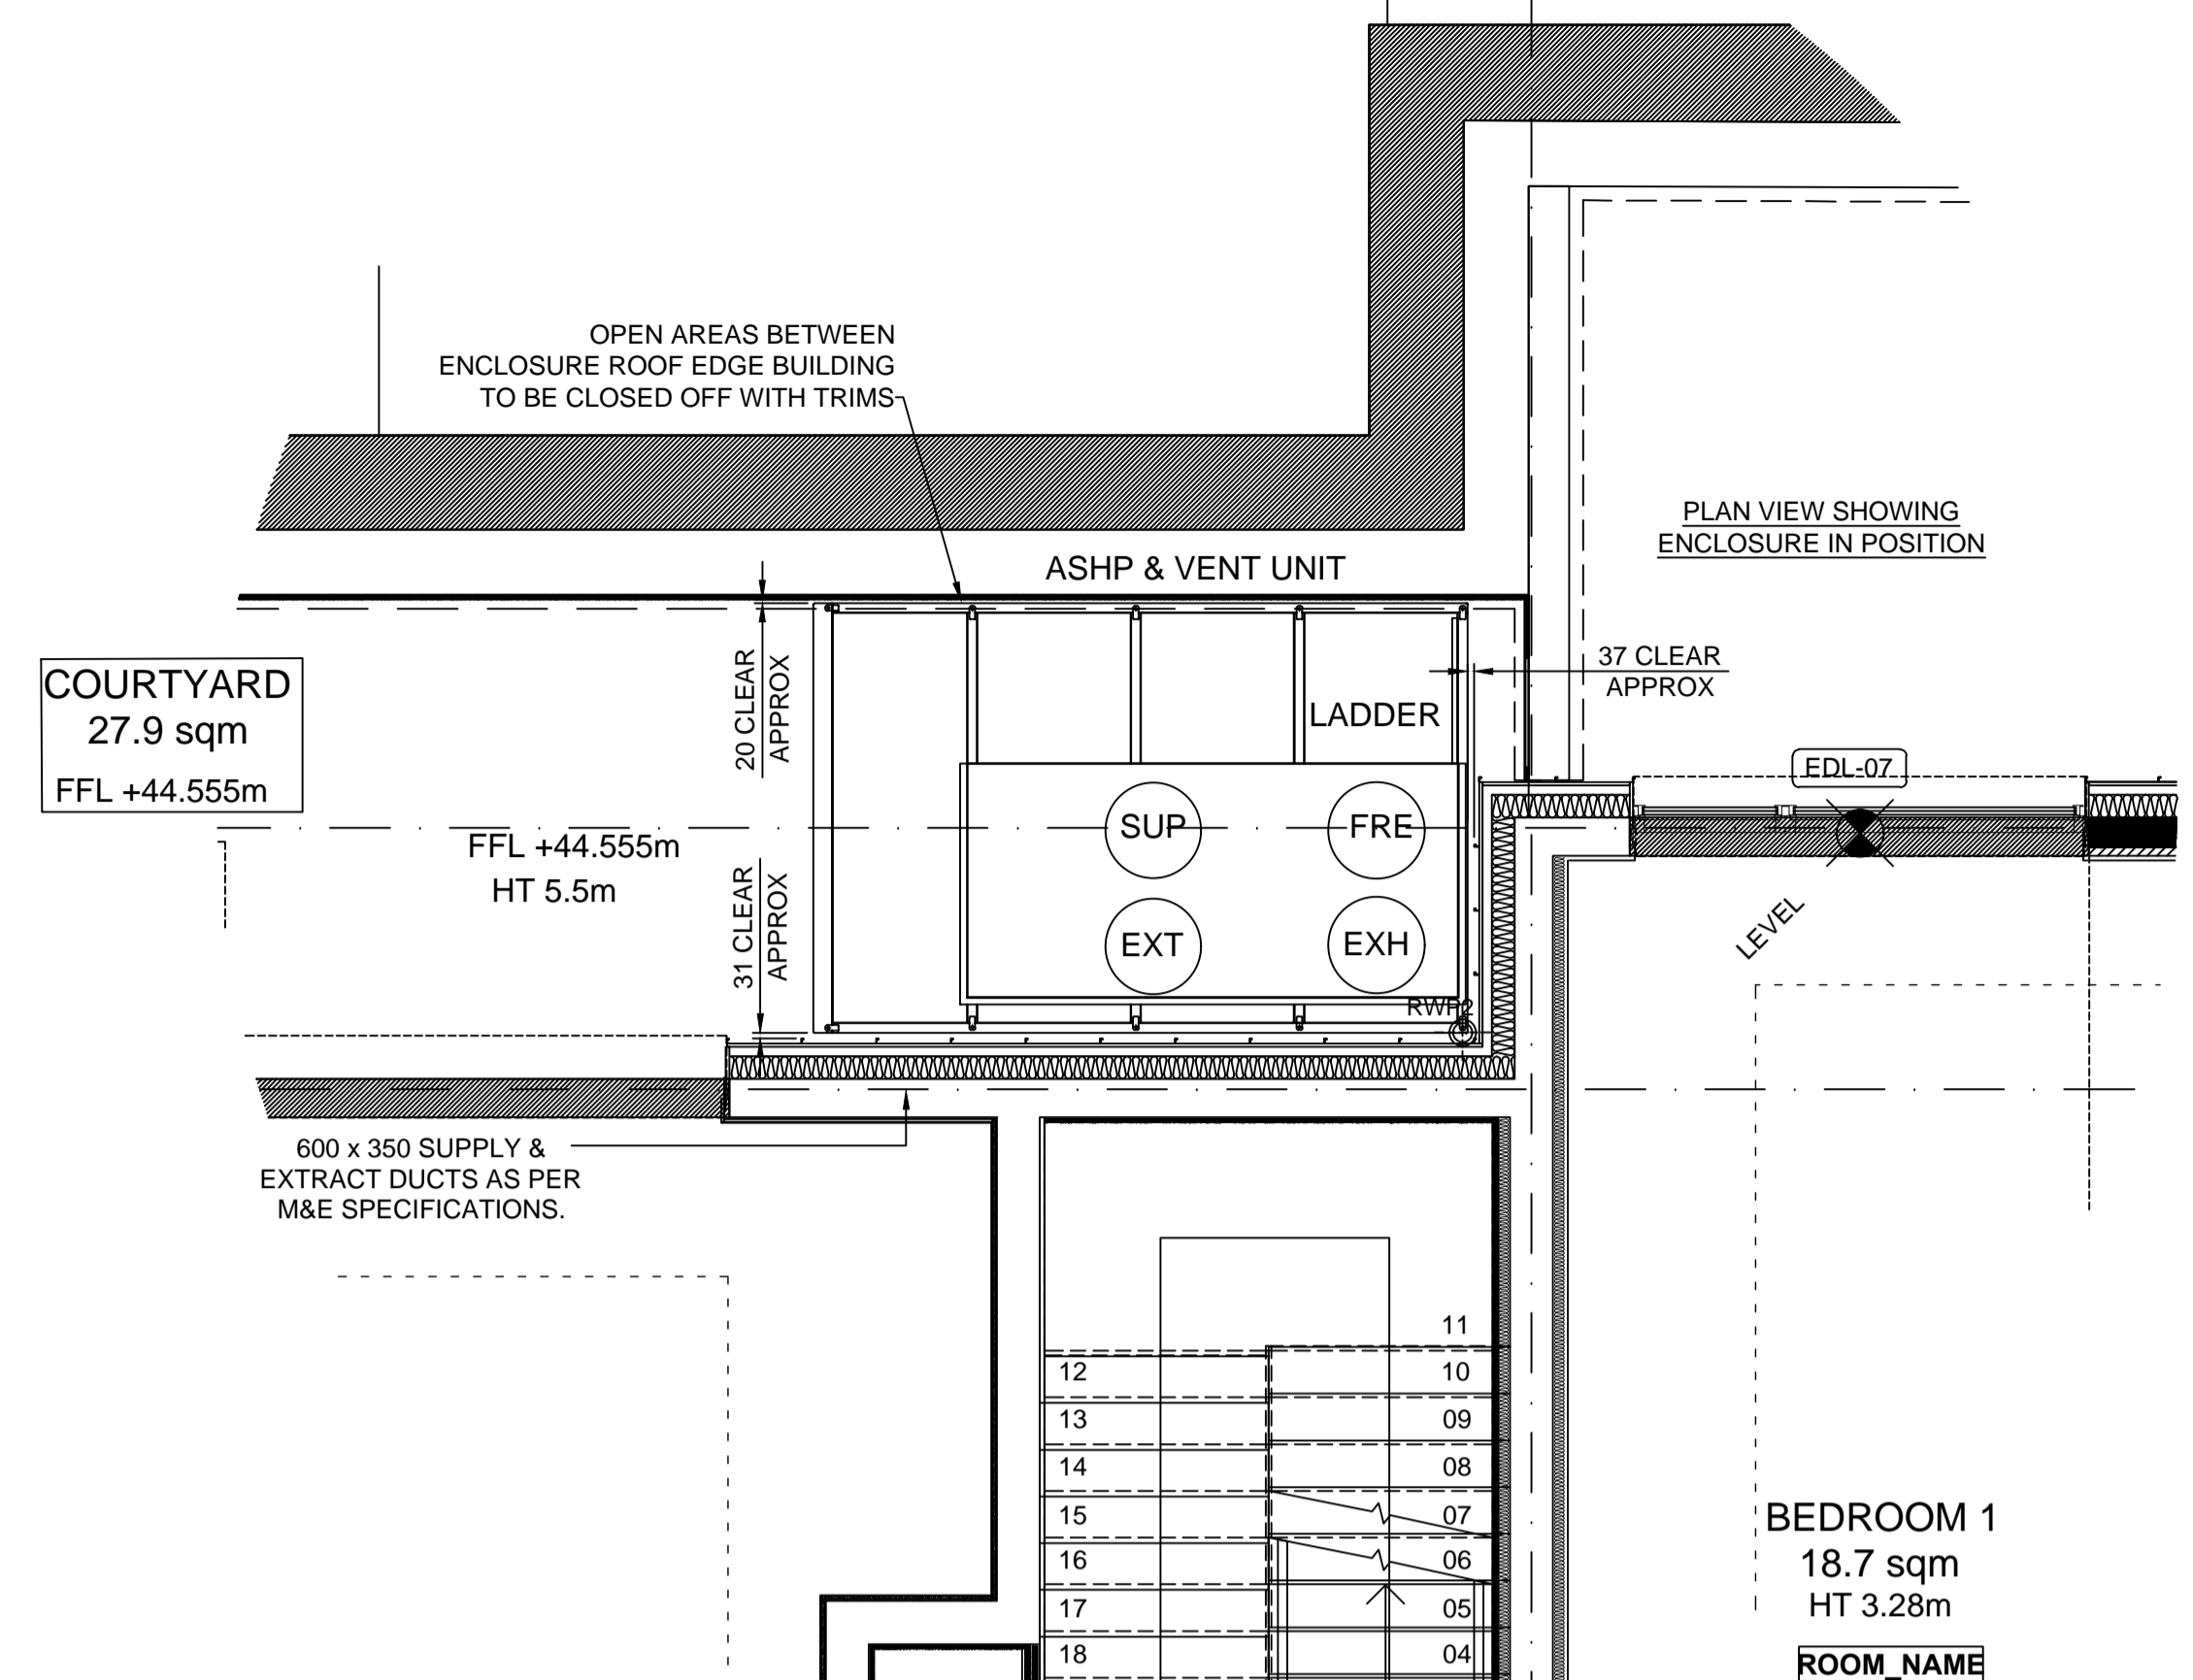 OPEN AREAS BETWEEN
ENCLOSURE ROOF EDGE BUILDING
TO BE CLOSED OFF WITH TRIMS
PLAN VIEW SHOWING
ENCLOSURE IN POSITION
ASHP & VENT UNIT
COURTYARD
27.9 sqm
FFL +44.555m
20 CLEAR
APPROX
37 CLEAR
APPROX
LADDER
EDL-07
FFL +44.555m
HT 5.5m
SUP
FRE
EXT
EXH
31 CLEAR
APPROX
RWP2
LEVEL
600 x 350 SUPPLY &
EXTRACT DUCTS AS PER
M&E SPECIFICATIONS.
11
12
10
13
09
14
08
15
07
16
06
17
05
18
04
BEDROOM 1
18.7 sqm
HT 3.28m
ROOM_NAME